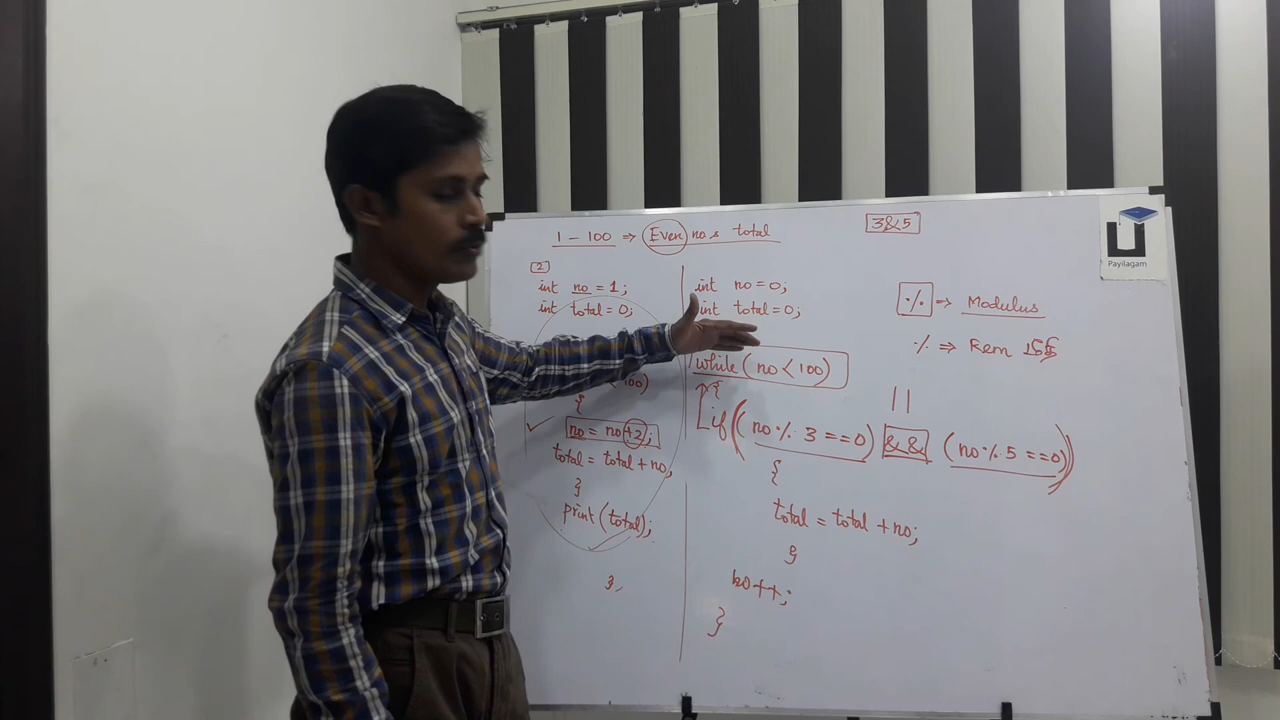 1 - 100 ⇒ Even no s total
3&5
2
int no = 1;
int total = 0;
100)
{
no = no+2;
total = total + no;
}
print (total);
int no = 0;
int total = 0;
while ( no < 100)
{
if ((no % 3 == 0) && (no % 5 == 0))
{
total = total + no;
}
no++;
}
% ⇒ Modulus
% ⇒ Rem
||
Payilagam